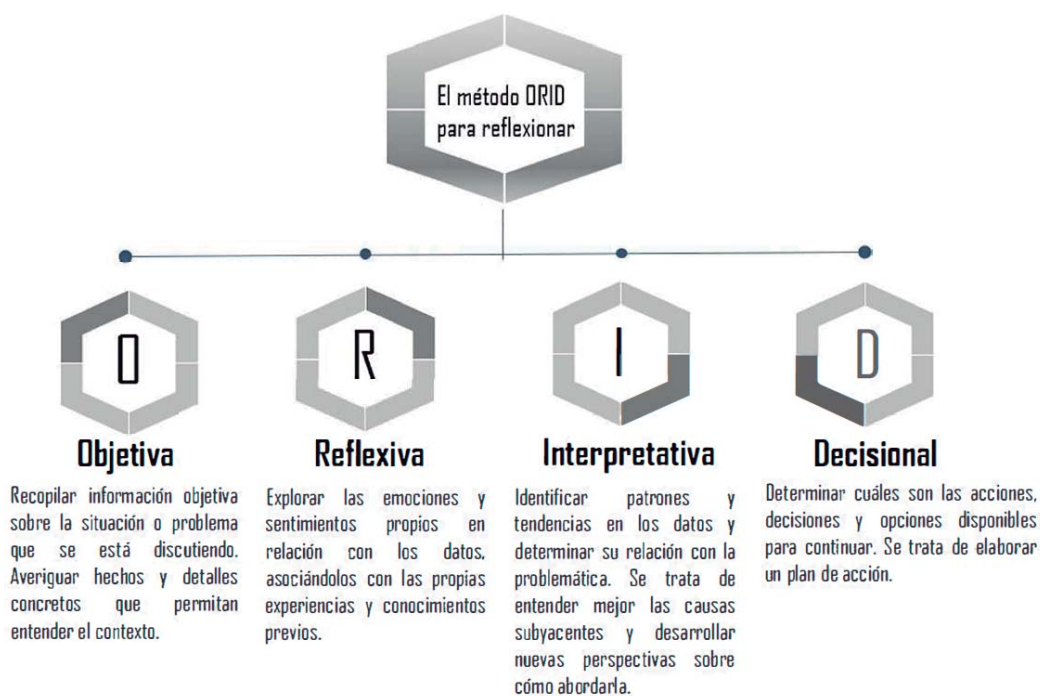 El método ORID
para reflexionar
O
Objetiva
Recopilar información objetiva
sobre la situación o problema
que se está discutiendo.
Averiguar hechos y detalles
concretos que permitan
entender el contexto.
R
Reflexiva
Explorar las emociones y
sentimientos propios en
relación con los datos,
asociándolos con las propias
experiencias y conocimientos
previos.
I
Interpretativa
Identificar patrones y
tendencias en los datos y
determinar su relación con la
problemática. Se trata de
entender mejor las causas
subyacentes y desarrollar
nuevas perspectivas sobre
cómo abordarla.
D
Decisional
Determinar cuáles son las acciones,
decisiones y opciones disponibles
para continuar. Se trata de elaborar
un plan de acción.